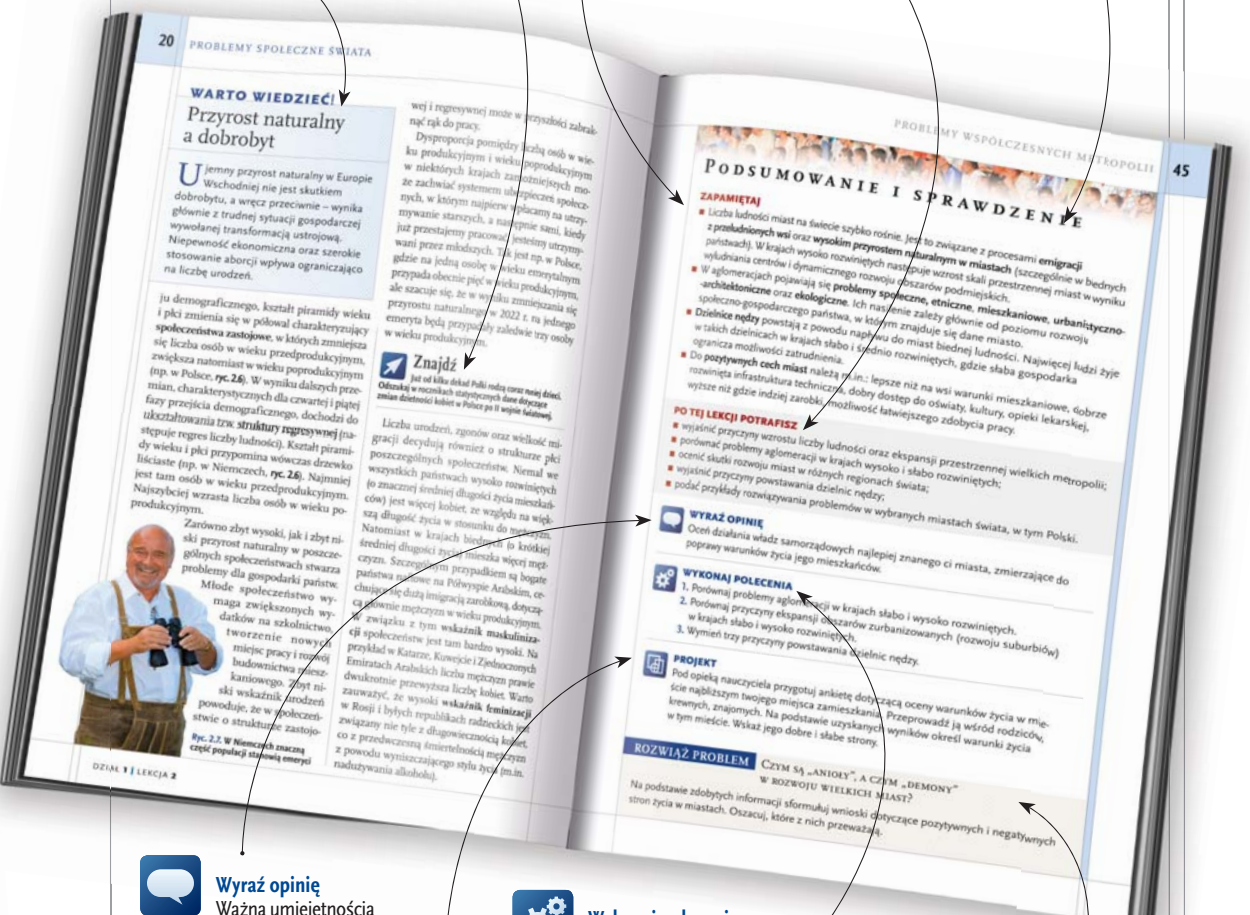 20
PROBLEMY SPOŁECZNE ŚWIATA
WARTO WIEDZIEĆ!
Przyrost naturalny
a dobrobyt
Ujemny przyrost naturalny w Europie
Wschodniej nie jest skutkiem
dobrobytu, a wręcz przeciwnie – wynika
głównie z trudnej sytuacji gospodarczej
wywołanej transformacją ustrojową.
Niepewność ekonomiczna oraz szerokie
stosowanie aborcji wpływa ograniczająco
na liczbę urodzeń.
ju demograficznego, kształt piramidy wieku
i płci zmienia się w półowal charakteryzujący
społeczeństwa zastojowe, w których zmniejsza
się liczba osób w wieku przedprodukcyjnym,
zwiększa natomiast w wieku poprodukcyjnym
(np. w Polsce, ryc. 2.6). W wyniku dalszych prze-
mian, charakterystycznych dla czwartej i piątej
fazy przejścia demograficznego, dochodzi do
ukształtowania tzw. struktury regresywnej (na-
stępuje regres liczby ludności). Kształt pirami-
dy wieku i płci przypomina wówczas drzewko
liściaste (np. w Niemczech, ryc. 2.6). Najmniej
jest tam osób w wieku przedprodukcyjnym.
Najszybciej wzrasta liczba osób w wieku po-
produkcyjnym.
Zarówno zbyt wysoki, jak i zbyt ni-
ski przyrost naturalny w poszcze-
gólnych społeczeństwach stwarza
problemy dla gospodarki państw.
Młode społeczeństwo wy-
maga zwiększonych wy-
datków na szkolnictwo,
tworzenie nowych
miejsc pracy i rozwój
budownictwa miesz-
kaniowego. Zbyt ni-
ski wskaźnik urodzeń
powoduje, że w społeczeń-
stwie o strukturze zastojo-
Ryc. 2.7. W Niemczech znaczną
część populacji stanowią emeryci
DZIAŁ 1 | LEKCJA 2
wej i regresywnej może w przyszłości zabrak-
nąć rąk do pracy.
Dysproporcja pomiędzy liczbą osób w wie-
ku produkcyjnym i wieku poprodukcyjnym
w niektórych krajach zamożniejszych mo-
że zachwiać systemem ubezpieczeń społecz-
nych, w którym najpierw wpłacamy na utrzy-
mywanie starszych, a następnie sami, kiedy
już przestajemy pracować, jesteśmy utrzymy-
wani przez młodszych. Tak jest np. w Polsce,
gdzie na jedną osobę w wieku emerytalnym
przypada obecnie pięć w wieku produkcyjnym,
ale szacuje się, że w wyniku zmniejszania się
przyrostu naturalnego w 2022 r. na jednego
emeryta będą przypadały zaledwie trzy osoby
w wieku produkcyjnym.
Znajdź
Już od kilku dekad Polki rodzą coraz mniej dzieci.
Odszukaj w rocznikach statystycznych dane dotyczące
zmian dzietności kobiet w Polsce po II wojnie światowej.
Liczba urodzeń, zgonów oraz wielkość mi-
gracji decydują również o strukturze płci
poszczególnych społeczeństw. Niemal we
wszystkich państwach wysoko rozwiniętych
(o znacznej średniej długości życia mieszkań-
ców) jest więcej kobiet, ze względu na więk-
szą długość życia w stosunku do mężczyzn.
Natomiast w krajach biednych (o krótkiej
średniej długości życia) mieszka więcej męż-
czyzn. Szczególnym przypadkiem są bogate
państwa naftowe na Półwyspie Arabskim, ce-
chujące się dużą imigracją zarobkową, dotyczą-
cą głównie mężczyzn w wieku produkcyjnym.
W związku z tym wskaźnik maskuliniza-
cji społeczeństw jest tam bardzo wysoki. Na
przykład w Katarze, Kuwejcie i Zjednoczonych
Emiratach Arabskich liczba mężczyzn prawie
dwukrotnie przewyższa liczbę kobiet. Warto
zauważyć, że wysoki wskaźnik feminizacji
w Rosji i byłych republikach radzieckich jest
związany nie tyle z długowiecznością kobiet,
co z przedwczesną śmiertelnością mężczyzn
z powodu wyniszczającego stylu życia (m.in.
nadużywania alkoholu).
PROBLEMY WSPÓŁCZESNYCH METROPOLII
45
PODSUMOWANIE I SPRAWDZENIE
ZAPAMIĘTAJ
■ Liczba ludności miast na świecie szybko rośnie. Jest to związane z procesami emigracji
z przeludnionych wsi oraz wysokim przyrostem naturalnym w miastach (szczególnie w biednych
państwach). W krajach wysoko rozwiniętych następuje wzrost skali przestrzennej miast w wyniku
wyludniania centrów i dynamicznego rozwoju obszarów podmiejskich.
■ W aglomeracjach pojawiają się problemy społeczne, etniczne, mieszkaniowe, urbanistyczno-
-architektoniczne oraz ekologiczne. Ich nasilenie zależy głównie od poziomu rozwoju
społeczno-gospodarczego państwa, w którym znajduje się dane miasto.
■ Dzielnice nędzy powstają z powodu napływu do miast biednej ludności. Najwięcej ludzi żyje
w takich dzielnicach w krajach słabo i średnio rozwiniętych, gdzie słaba gospodarka
ogranicza możliwości zatrudnienia.
■ Do pozytywnych cech miast należą m.in.: lepsze niż na wsi warunki mieszkaniowe, dobrze
rozwinięta infrastruktura techniczna, dobry dostęp do oświaty, kultury, opieki lekarskiej,
wyższe niż gdzie indziej zarobki, możliwość łatwiejszego zdobycia pracy.
PO TEJ LEKCJI POTRAFISZ
■ wyjaśnić przyczyny wzrostu liczby ludności oraz ekspansji przestrzennej wielkich metropolii;
■ porównać problemy aglomeracji w krajach wysoko i słabo rozwiniętych;
■ ocenić skutki rozwoju miast w różnych regionach świata;
■ wyjaśnić przyczyny powstawania dzielnic nędzy;
■ podać przykłady rozwiązywania problemów w wybranych miastach świata, w tym Polski.
WYRAŹ OPINIĘ
Oceń działania władz samorządowych najlepiej znanego ci miasta, zmierzające do
poprawy warunków życia jego mieszkańców.
WYKONAJ POLECENIA
1. Porównaj problemy aglomeracji w krajach słabo i wysoko rozwiniętych.
2. Porównaj przyczyny ekspansji obszarów zurbanizowanych (rozwoju suburbiów)
w krajach słabo i wysoko rozwiniętych.
3. Wymień trzy przyczyny powstawania dzielnic nędzy.
PROJEKT
Pod opieką nauczyciela przygotuj ankietę dotyczącą oceny warunków życia w mie-
ście najbliższym twojego miejsca zamieszkania. Przeprowadź ją wśród rodziców,
krewnych, znajomych. Na podstawie uzyskanych wyników określ warunki życia
w tym mieście. Wskaż jego dobre i słabe strony.
ROZWIĄŻ PROBLEM
CZYM SĄ „ANIOŁY”, A CZYM „DEMONY”
W ROZWOJU WIELKICH MIAST?
Na podstawie zdobytych informacji sformułuj wnioski dotyczące pozytywnych i negatywnych
stron życia w miastach. Oszacuj, które z nich przeważają.
Wyraź opinię
Ważną umiejętnością